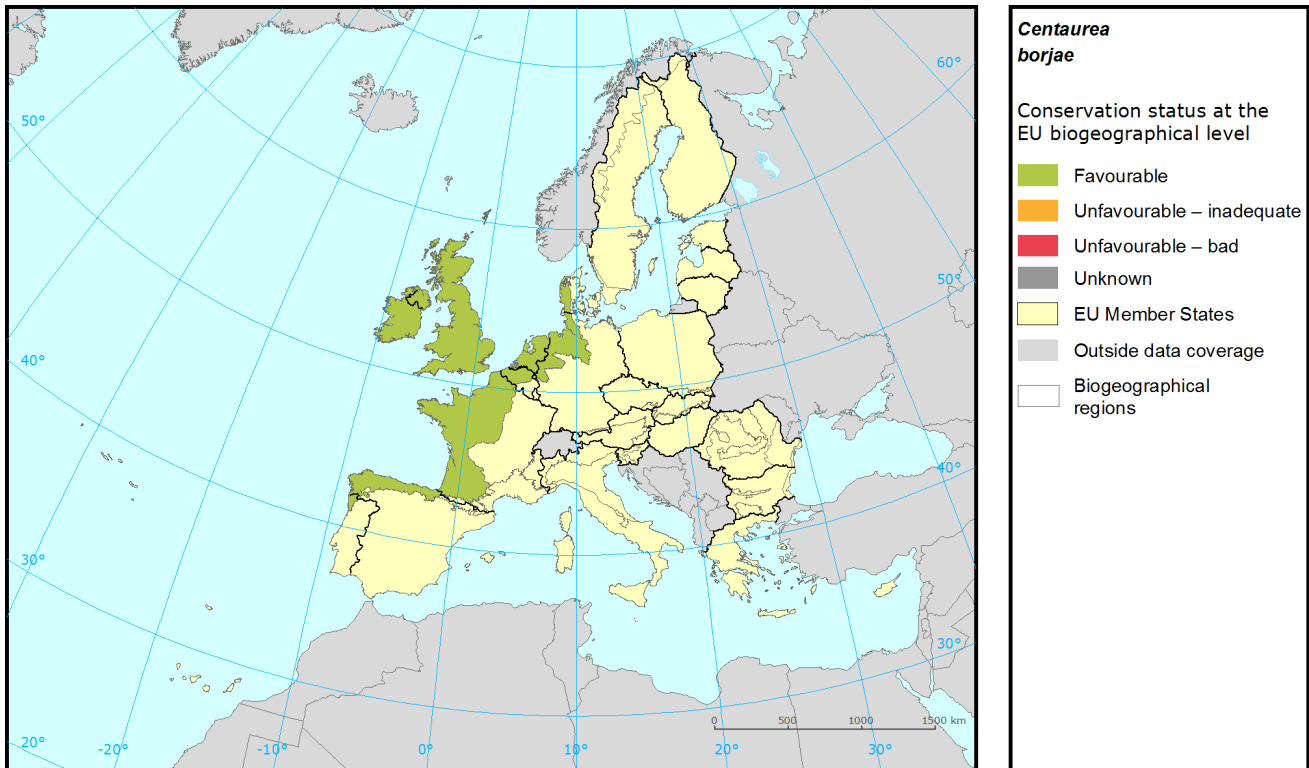 Centaurea
borjae
Conservation status at the
EU biogeographical level
Favourable
Unfavourable – inadequate
Unfavourable – bad
Unknown
EU Member States
Outside data coverage
Biogeographical
regions
60°
50°
50°
40°
40°
30°
30°
0 500 1000 1500 km
20° -20° -10° 0° 10° 20° 30°